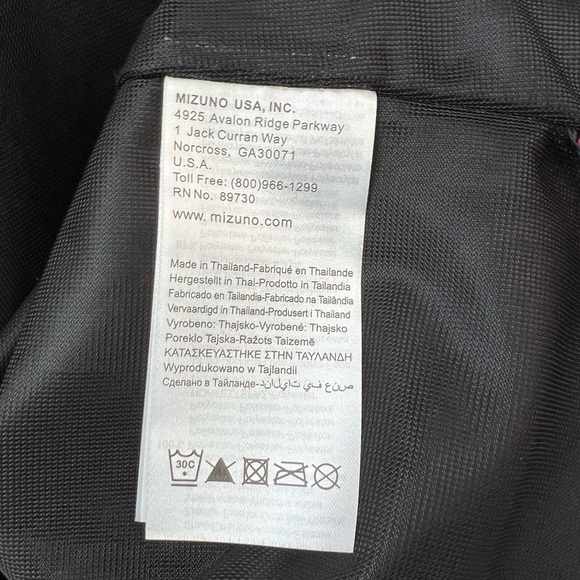 MIZUNO USA, INC.
4925 Avalon Ridge Parkway
1 Jack Curran Way
Norcross, GA30071
U.S.A.
Toll Free: (800)966-1299
RN No. 89730
www. mizuno.com
Made in Thailand-Fabriqué en Thailande
Hergestellt in Thai-Prodotto in Tailandia
Fabricado en Tailandia-Fabricado na Tailândia
Vervaardigd in Thailand-Produsert i Thailand
Vyrobeno: Thajsko-Vyrobené: Thajsko
Poreklo Tajska-Ražots Taizemē
ΚΑΤΑΣΚΕΥΑΣΤΗΚΕ ΣΤΗΝ ΤΑΥΛΑΝΔΗ
Wyprodukowano w Tajlandii
Сделано в Тайланде-صنع في تايلاند
30C